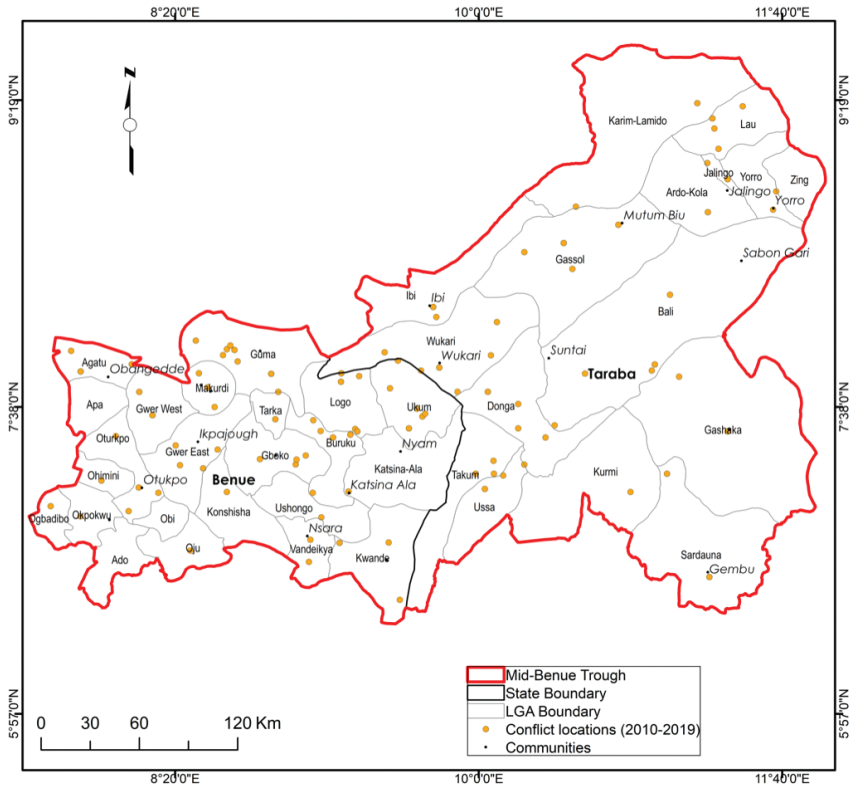 8°20'0"E 10°0'0"E 11°40'0"E
N
9°19'0"N 9°19'0"N
Karim-Lamido
Lau
Jalingo Yorro Zing
Ardo-Kola Jalingo Yorro
Mutum Biu
Gassol Sabon Gari
Ibi Ibi
Bali
Wukari
Wukari
Suntai
Taraba
Agatu Obangedde
Guma
Makurdi
Apa Gwer West
Logo
Tarka Ukum
Donga
7°38'0"N 7°38'0"N
Oturkpo Ikpajough
Gwer East
Buruku Nyam
Gashaka
Gboko
Katsina-Ala
Ohimini Otukpo Benue
Katsina Ala
Takum Kurmi
Ogbadibo Okpokwu Obi Konshisha Ushongo
Ussa
Nsara
Vandeikya
Ado Oju Kwande
Sardauna
Gembu
5°57'0"N 5°57'0"N
Mid-Benue Trough
State Boundary
LGA Boundary
Conflict locations (2010-2019)
Communities
0 30 60 120 Km
8°20'0"E 10°0'0"E 11°40'0"E